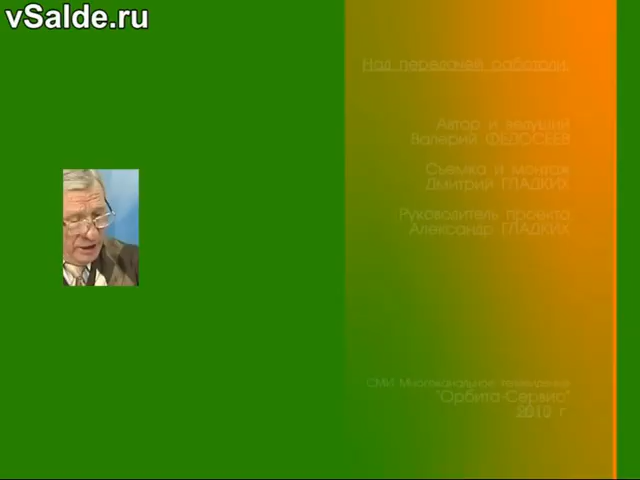 vSalde.ru
Над передачей работали:
Автор и ведущий
Валерий ФЕДОСЕЕВ
Съемка и монтаж
Дмитрий ГЛАДКИХ
Руководитель проекта
Александр ГЛАДКИХ
СМИ Многоканальное телевидение
"Орбита-Сервис"
2010 г.